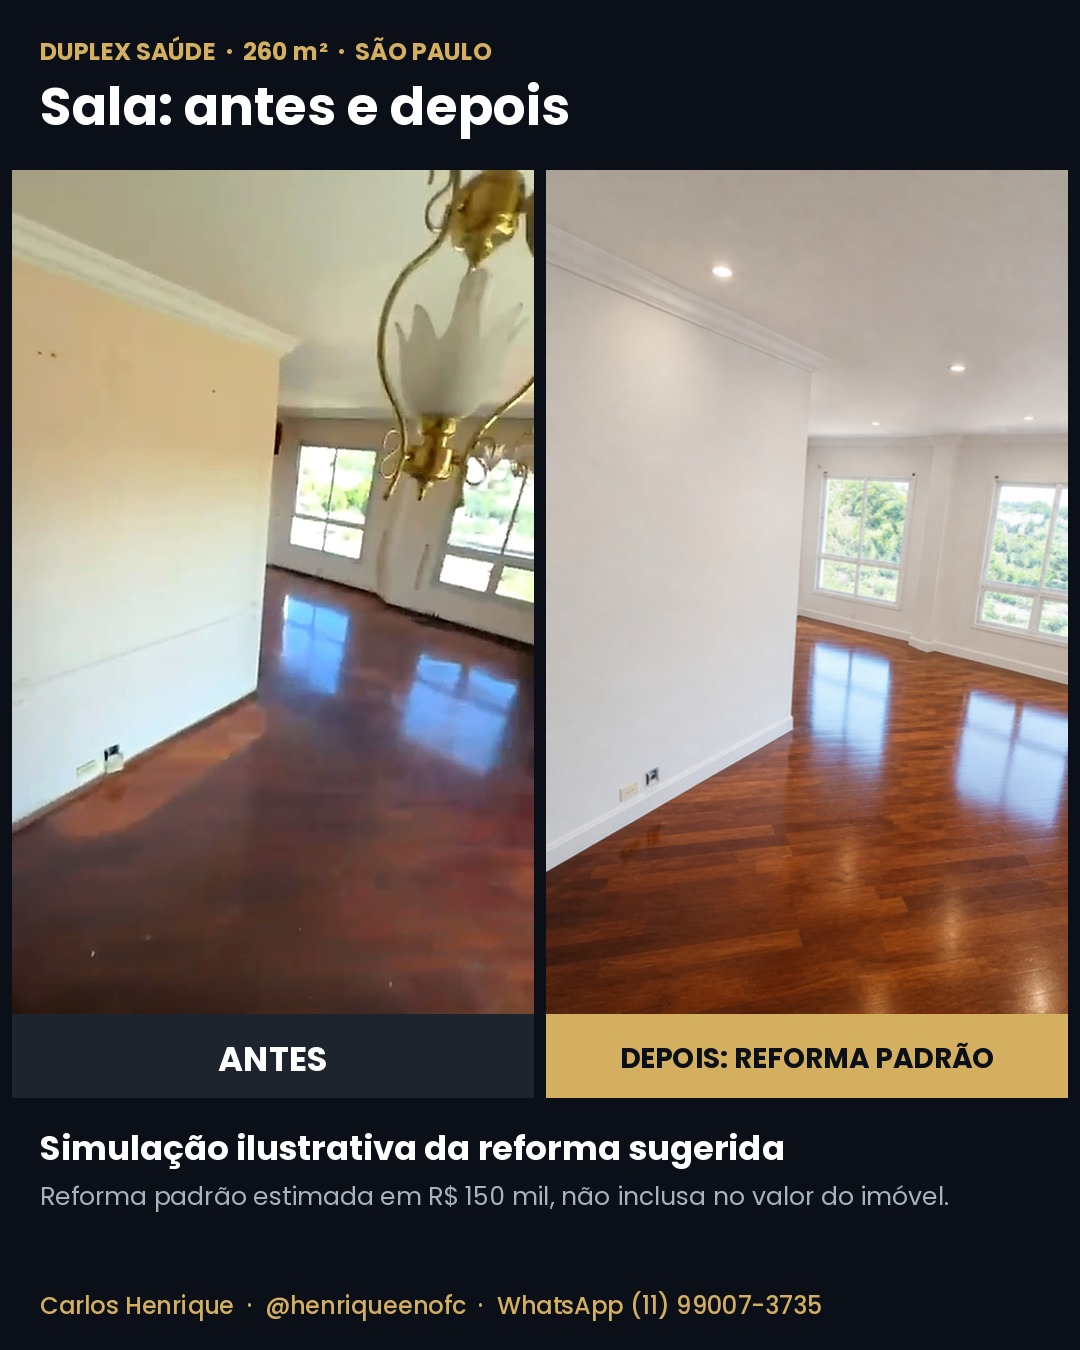 DUPLEX SAÚDE · 260 m² · SÃO PAULO
Sala: antes e depois
ANTES
DEPOIS: REFORMA PADRÃO
Simulação ilustrativa da reforma sugerida
Reforma padrão estimada em R$ 150 mil, não inclusa no valor do imóvel.
Carlos Henrique · @henriqueenofc · WhatsApp (11) 99007-3735